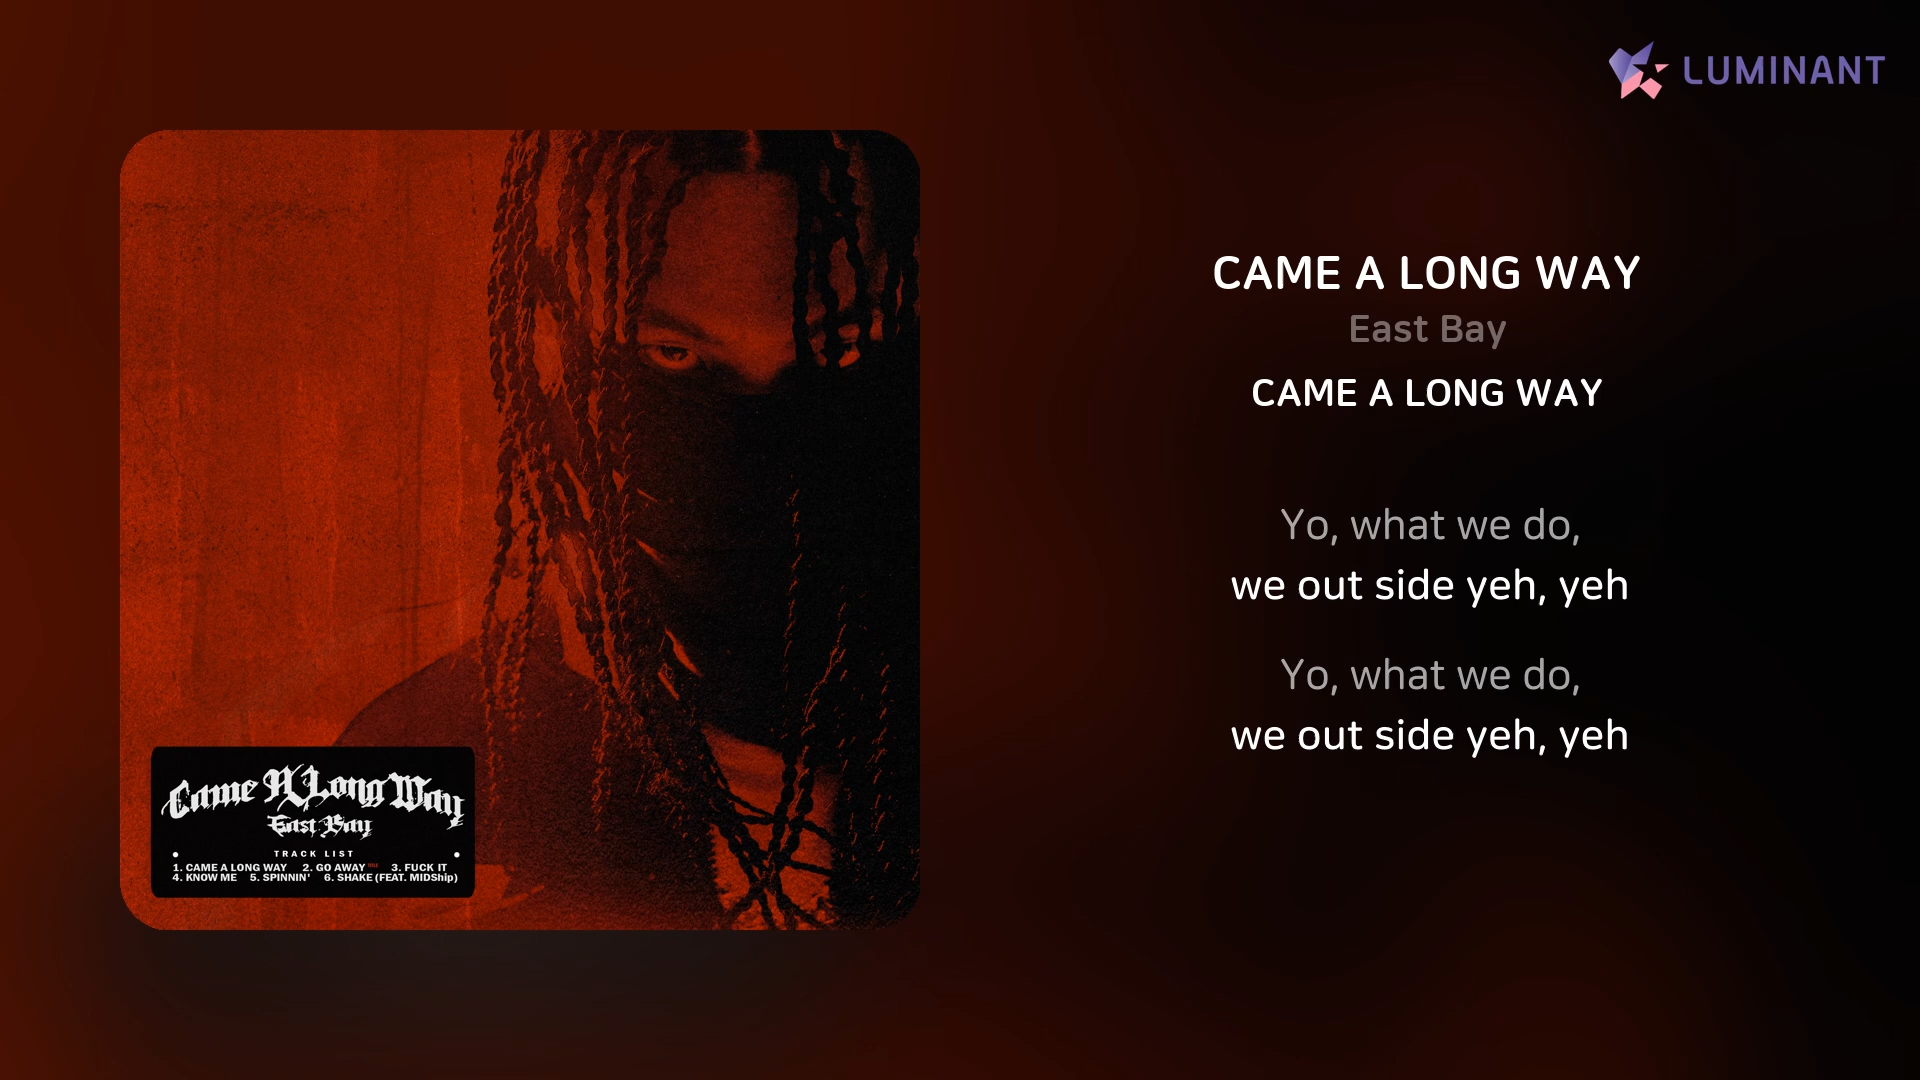 LUMINANT
CAME A LONG WAY
East Bay
CAME A LONG WAY
Yo, what we do,
we out side yeh, yeh
Yo, what we do,
we out side yeh, yeh
Came A Long Way
East Bay
TRACK LIST
1. CAME A LONG WAY 2. GO AWAY TITLE 3. FUCK IT
4. KNOW ME 5. SPINNIN' 6. SHAKE (FEAT. MIDShip)